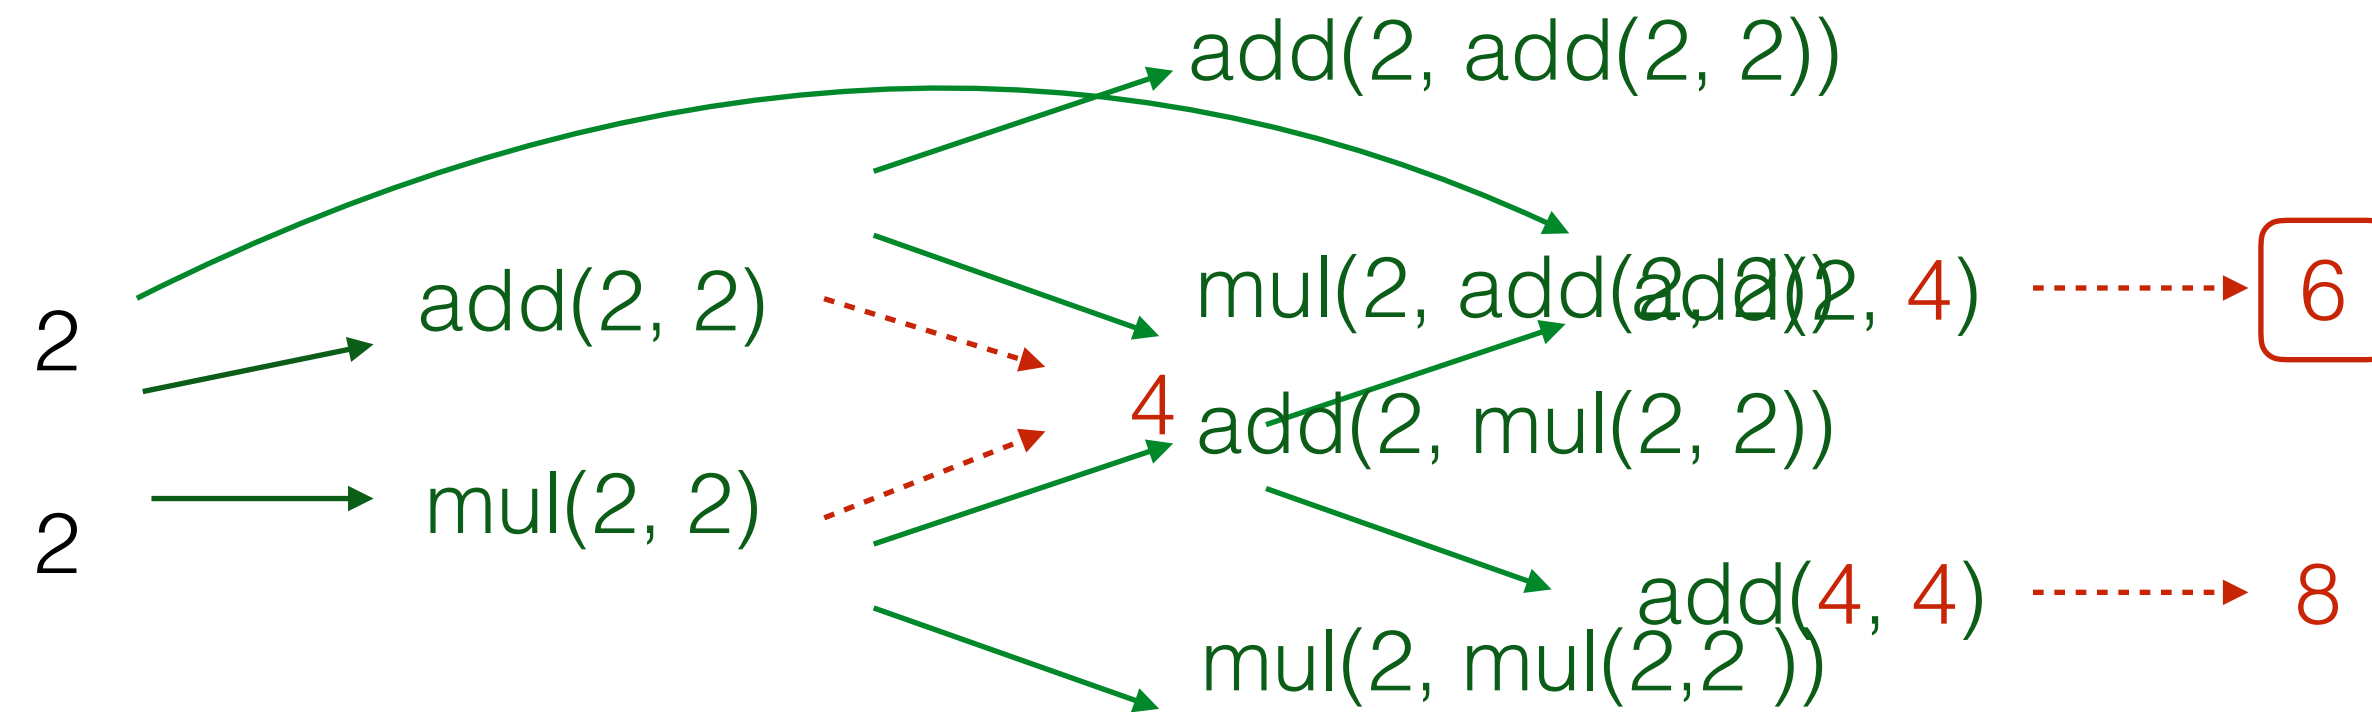 add(2, add(2, 2))
2
add(2, 2)
mul(2, add(2, 2))
add(2, 4)
6
4
add(2, mul(2, 2))
2
mul(2, 2)
add(4, 4)
8
mul(2, mul(2,2 ))